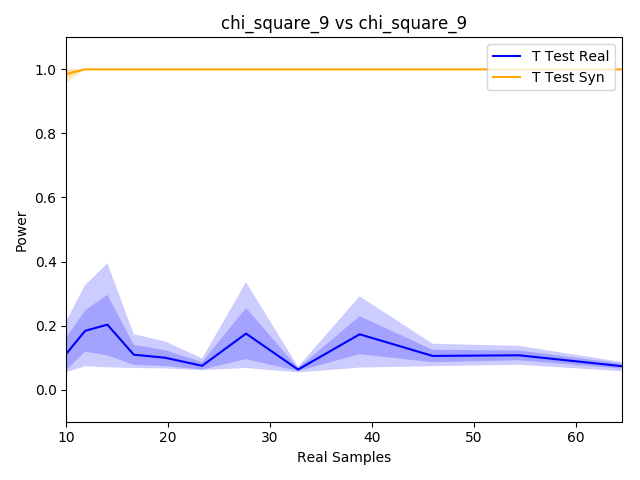 chi_square_9 vs chi_square_9
T Test Real
T Test Syn
Power
1.0
0.8
0.6
0.4
0.2
0.0
10 20 30 40 50 60
Real Samples